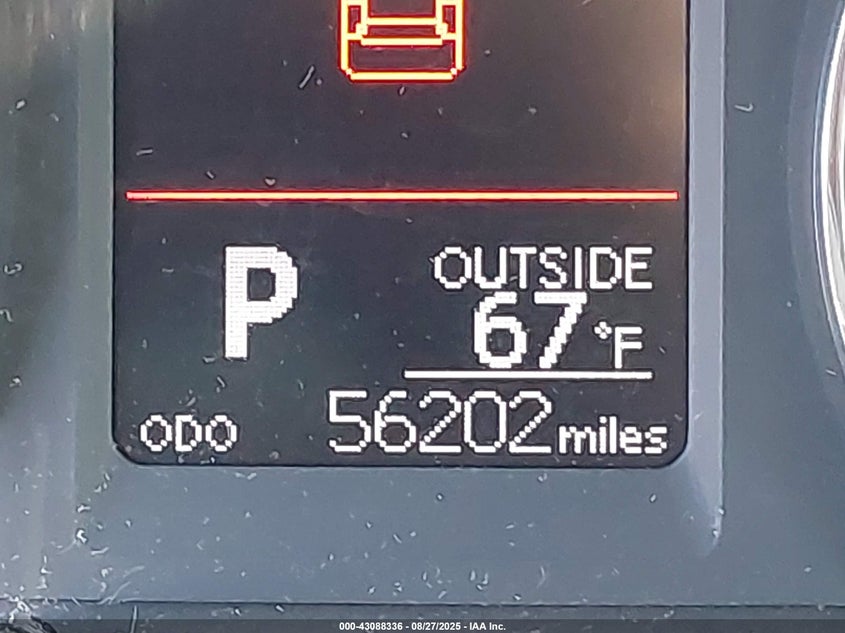 P
OUTSIDE
67 °F
ODO 56202 miles
000-43088336 - 08/27/2025 - IAA Inc.